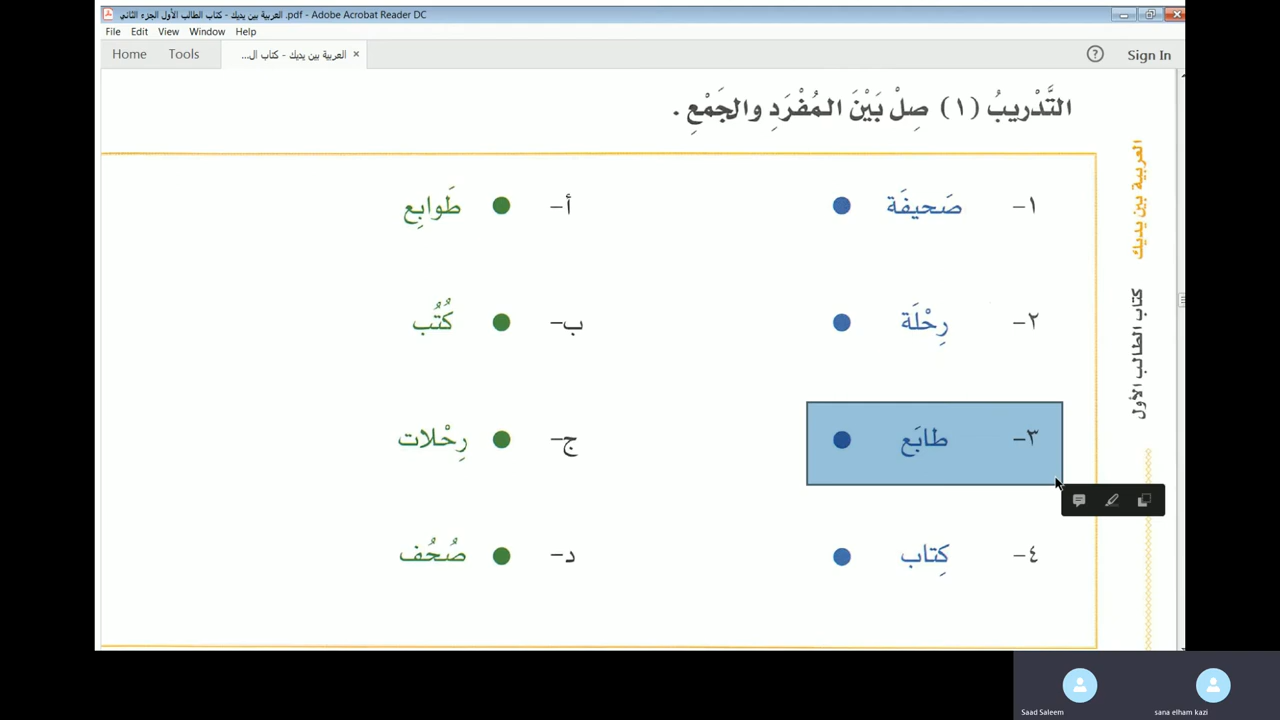 العربية بين يديك - كتاب الطالب الأول الجزء الثاني .pdf - Adobe Acrobat Reader DC
File Edit View Window Help
Home Tools العربية بين يديك - كتاب ال... × ? Sign In
التَّدْرِيبُ (١) صِلْ بَيْنَ المُفْرَدِ والجَمْعِ .
١- صَحيفَة أ- طَوابِع
٢- رِحْلَة ب- كُتُب
٣- طابَع ج- رِحْلات
٤- كِتاب د- صُحُف
العربية بين يديك
كتاب الطالب الأول
Saad Saleem
sana elham kazi